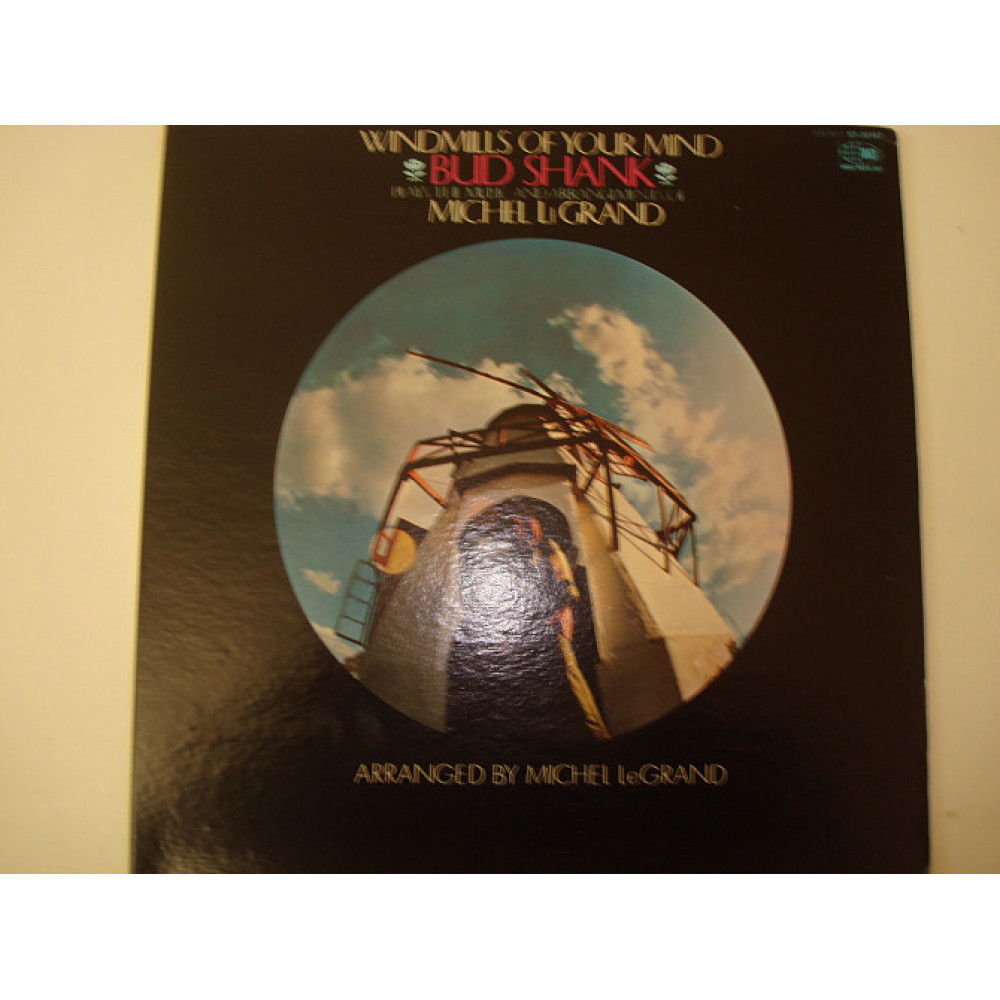 WINDMILLS OF YOUR MIND
BUD SHANK
PLAYS THE MUSIC AND ARRANGEMENTS OF
MICHEL LeGRAND
ARRANGED BY MICHEL LeGRAND